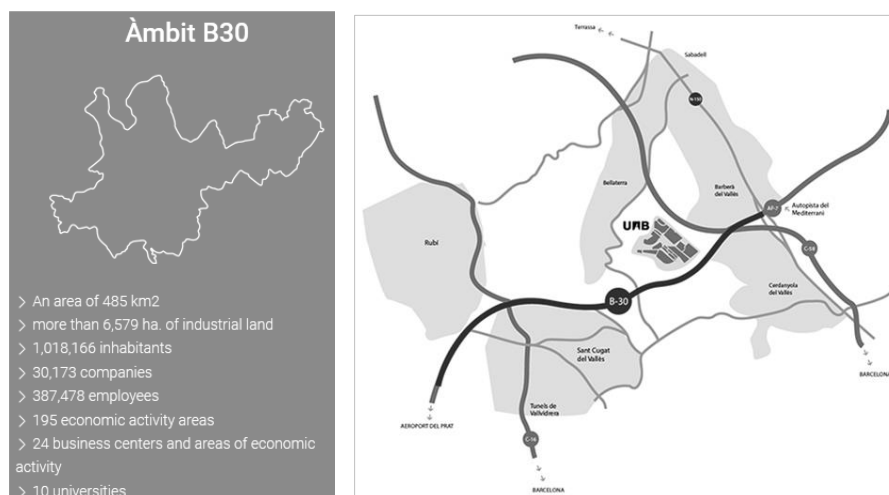 Àmbit B30
> An area of 485 km2
> more than 6,579 ha. of industrial land
> 1,018,166 inhabitants
> 30,173 companies
> 387,478 employees
> 195 economic activity areas
> 24 business centers and areas of economic
activity
> 10 universities
Terrassa
Sabadell
N-150
Bellaterra
Barberà
del Vallès
AP-7
Autopista del
Mediterrani
UAB
Rubí
C-58
B-30
Cerdanyola
del Vallès
Sant Cugat
del Vallès
BARCELONA
Tunels de
Vallvidrera
AEROPORT DEL PRAT
C-16
BARCELONA